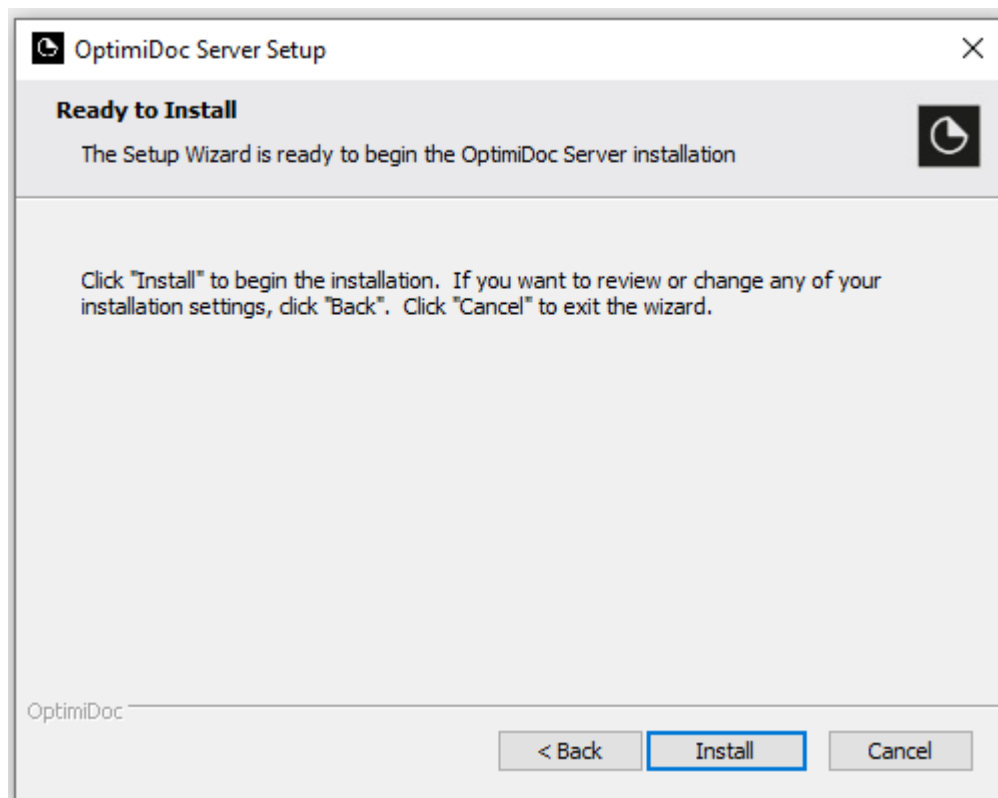 OptimiDoc Server Setup
Ready to Install
The Setup Wizard is ready to begin the OptimiDoc Server installation
Click "Install" to begin the installation.  If you want to review or change any of your
installation settings, click "Back".  Click "Cancel" to exit the wizard.
OptimiDoc
< Back
Install
Cancel